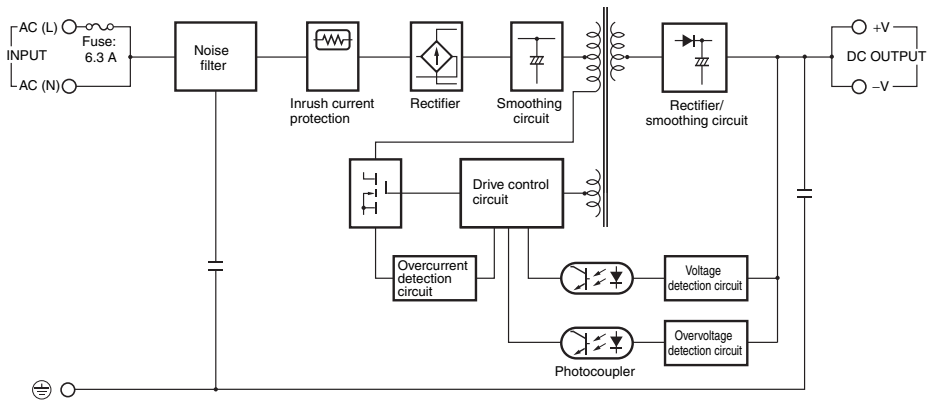 AC (L)
Fuse:
6.3 A
INPUT
AC (N)
Noise
filter
Inrush current
protection
Rectifier
Smoothing
circuit
Rectifier/
smoothing circuit
+V
DC OUTPUT
–V
Drive control
circuit
Overcurrent
detection
circuit
Voltage
detection circuit
Overvoltage
detection circuit
Photocoupler